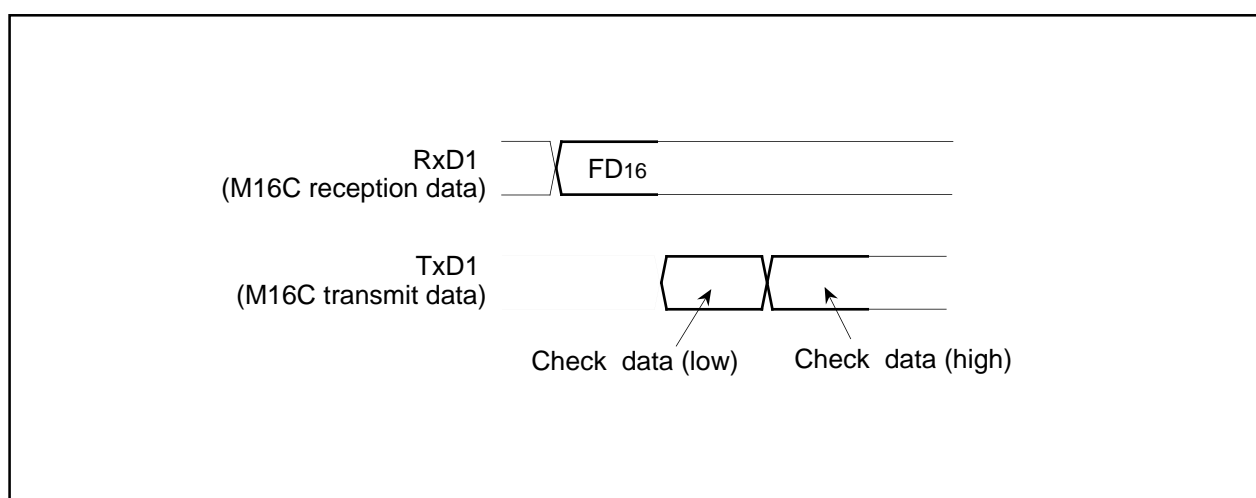 RxD1
(M16C reception data)
FD16
TxD1
(M16C transmit data)
Check data (low)
Check data (high)